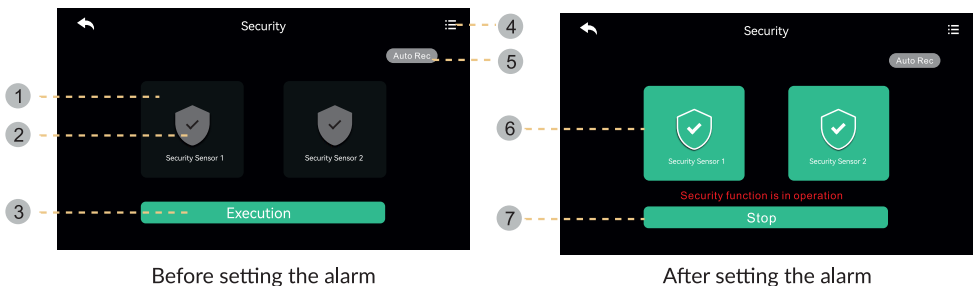 Security
4
Auto Rec
5
1
2
Security Sensor 1
Security Sensor 2
3
Execution
Before setting the alarm
Security
Auto Rec
6
Security Sensor 1
Security Sensor 2
Security function is in operation
7
Stop
After setting the alarm